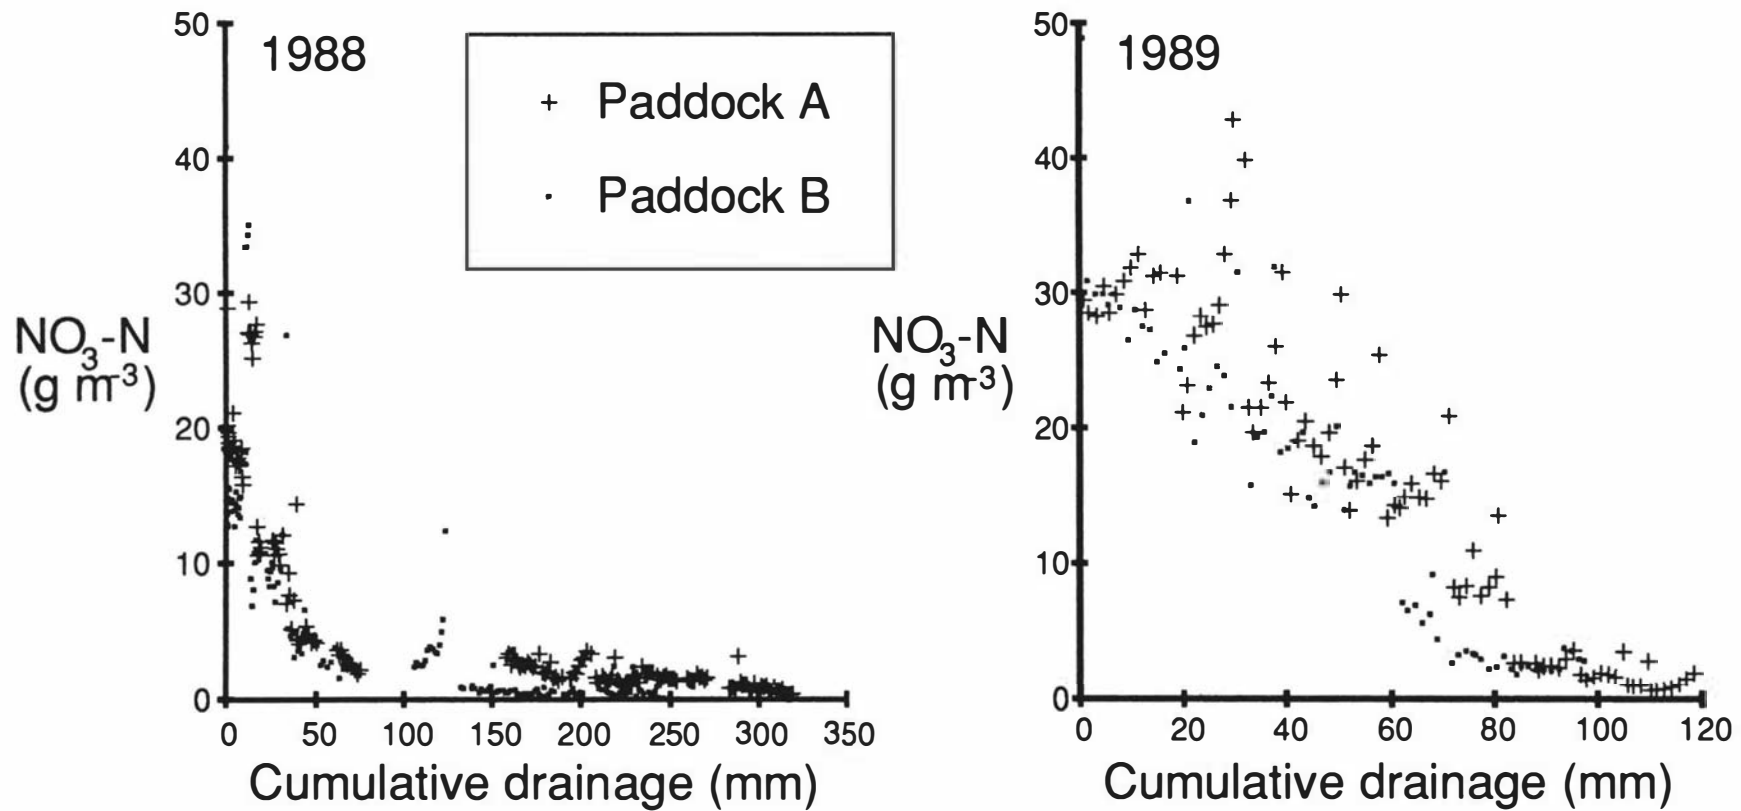 1988
Paddock A
Paddock B
50
40
30
20
10
0
NO₃-N
(g m⁻³)
0 50 100 150 200 250 300 350
Cumulative drainage (mm)
1989
50
40
30
20
10
0
NO₃-N
(g m⁻³)
0 20 40 60 80 100 120
Cumulative drainage (mm)